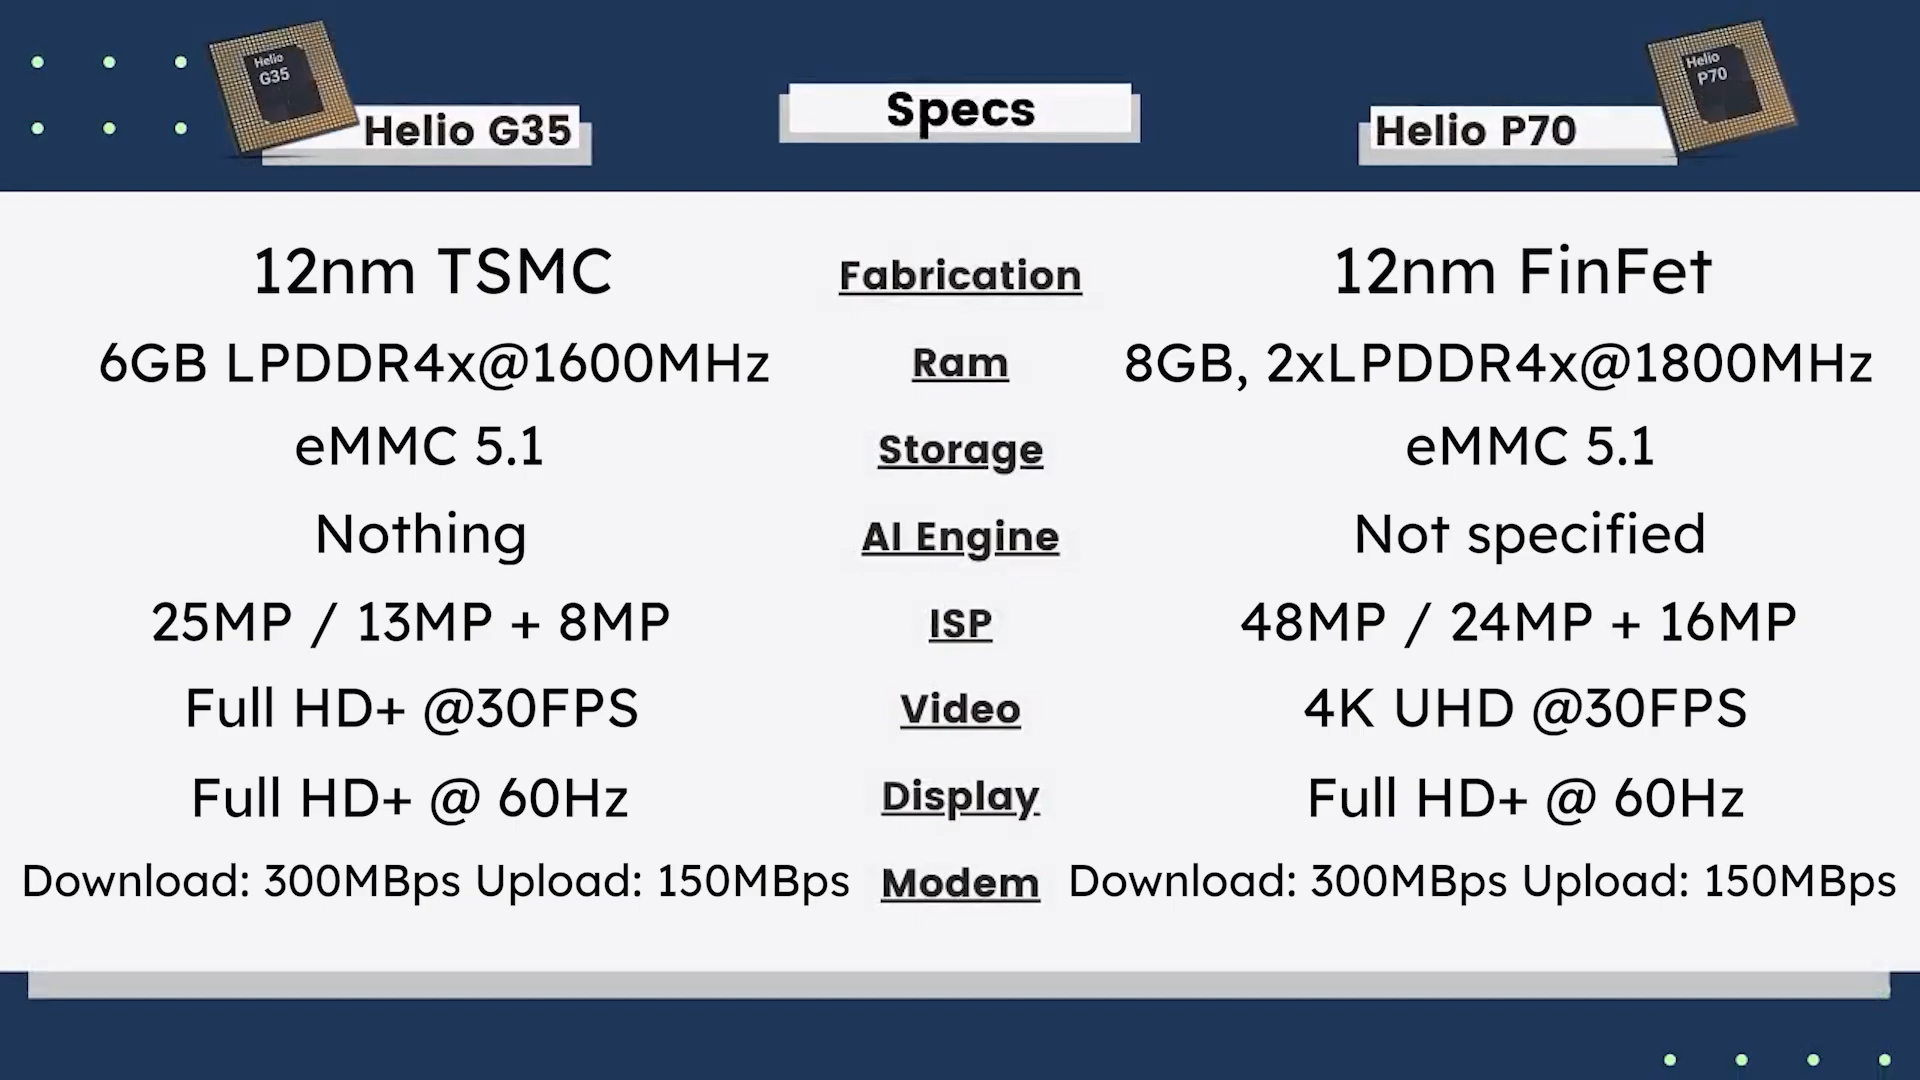 Helio
G35
Helio G35
Specs
Helio P70
Helio
P70
12nm TSMC Fabrication 12nm FinFet
6GB LPDDR4x@1600MHz Ram 8GB, 2xLPDDR4x@1800MHz
eMMC 5.1 Storage eMMC 5.1
Nothing AI Engine Not specified
25MP / 13MP + 8MP ISP 48MP / 24MP + 16MP
Full HD+ @30FPS Video 4K UHD @30FPS
Full HD+ @ 60Hz Display Full HD+ @ 60Hz
Download: 300MBps Upload: 150MBps Modem Download: 300MBps Upload: 150MBps